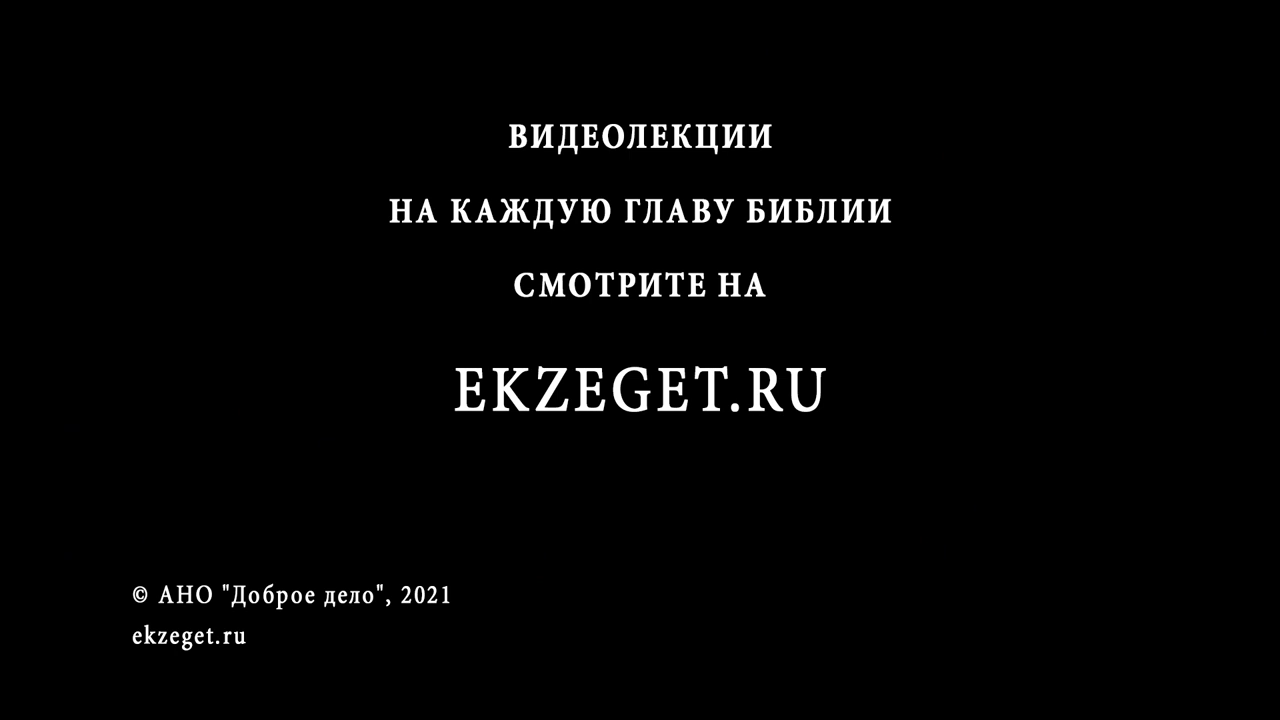 ВИДЕОЛЕКЦИИ
НА КАЖДУЮ ГЛАВУ БИБЛИИ
СМОТРИТЕ НА
EKZEGET.RU
© АНО "Доброе дело", 2021
ekzeget.ru